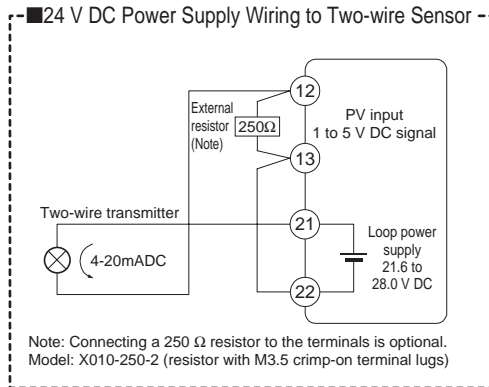 ■24 V DC Power Supply Wiring to Two-wire Sensor
12
External
resistor
(Note)
250Ω
PV input
1 to 5 V DC signal
13
Two-wire transmitter
21
4-20mADC
Loop power
supply
21.6 to
28.0 V DC
22
Note: Connecting a 250 Ω resistor to the terminals is optional.
Model: X010-250-2 (resistor with M3.5 crimp-on terminal lugs)